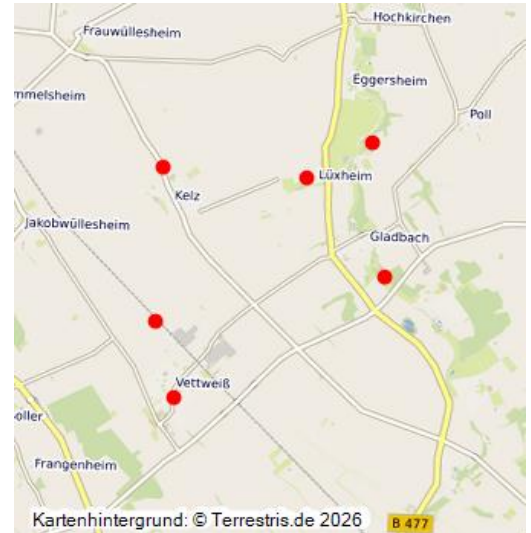 Hochkirchen
Frauwüllesheim
Eggersheim
mmelsheim
Poll
Lüxheim
Kelz
Jakobwüllesheim
Gladbach
Vettweiß
oller
Frangenheim
Kartenhintergrund: © Terrestris.de 2026
B 477